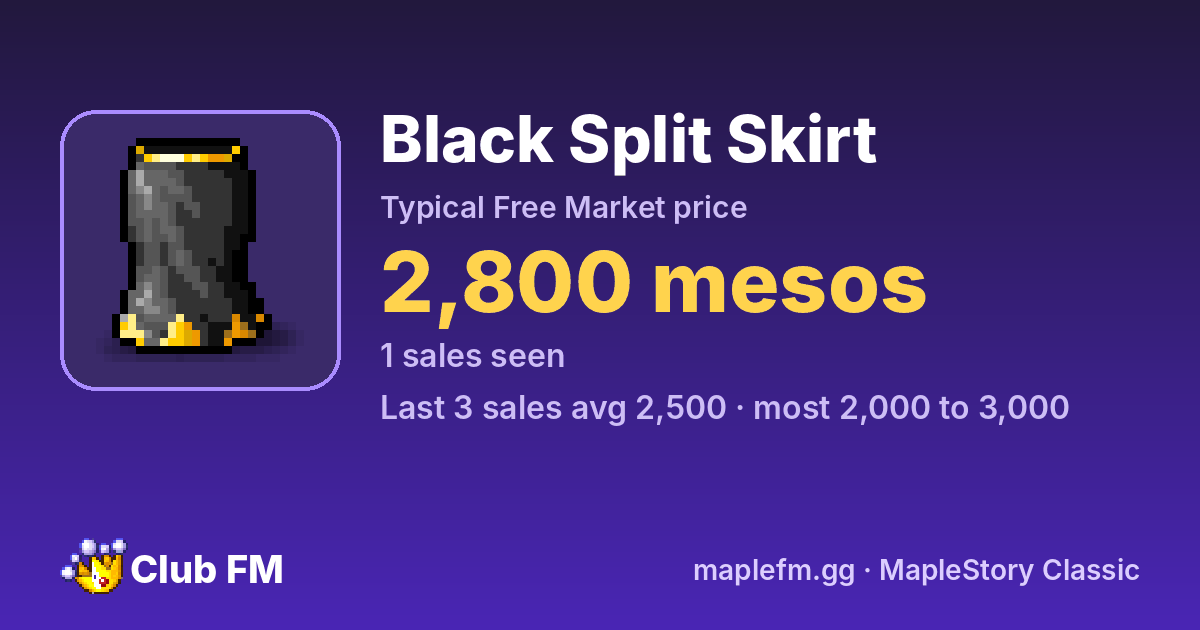 Black Split Skirt
Typical Free Market price
2,800 mesos
1 sales seen
Last 3 sales avg 2,500 · most 2,000 to 3,000
Club FM
maplefm.gg · MapleStory Classic